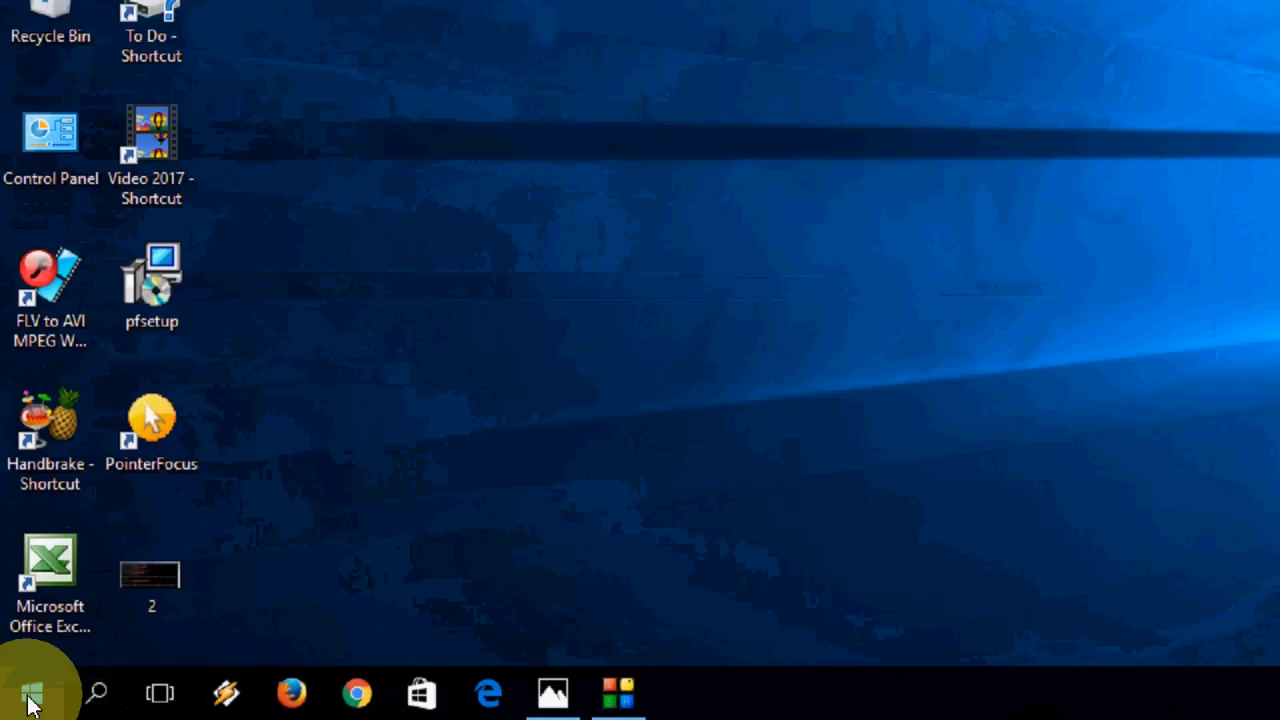 Recycle Bin
To Do -
Shortcut
Control Panel
Video 2017 -
Shortcut
FLV to AVI
MPEG W...
pfsetup
Handbrake -
Shortcut
PointerFocus
Microsoft
Office Exc...
2